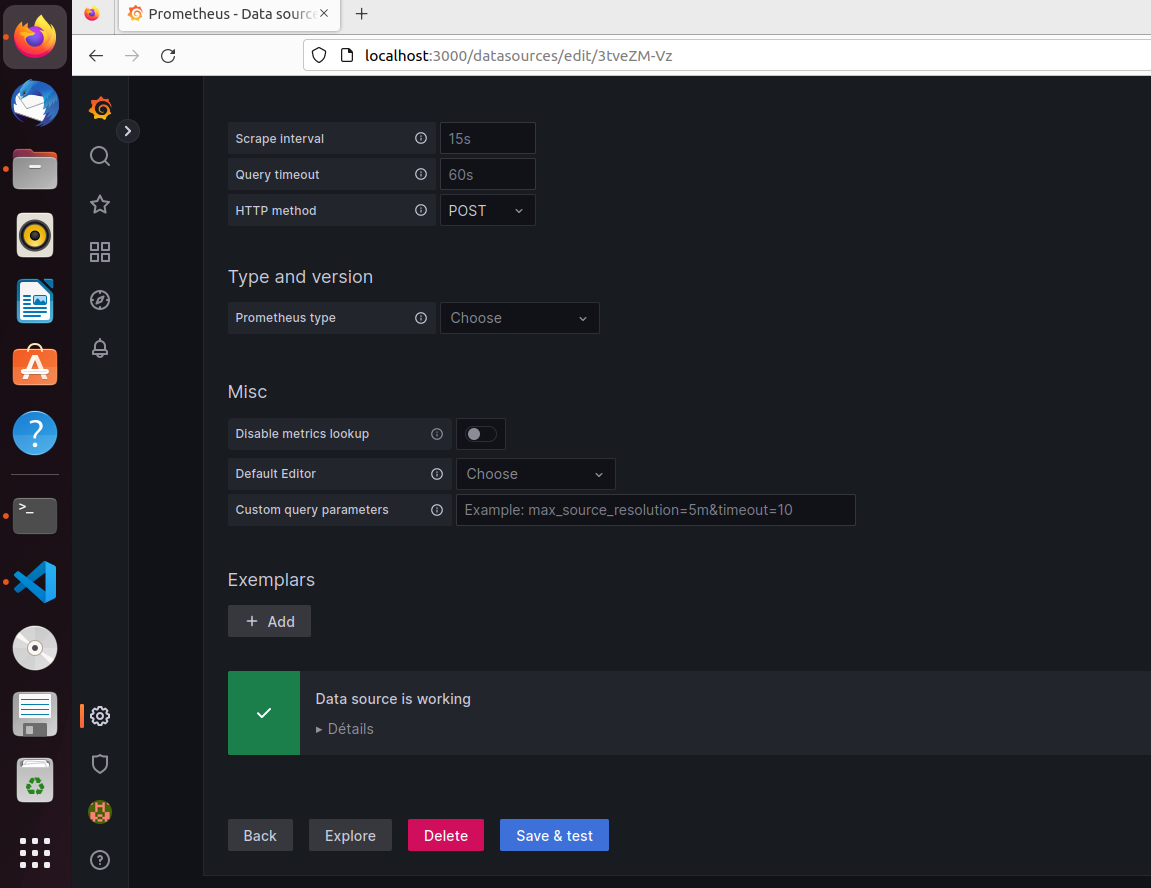 Prometheus - Data sourc
localhost:3000/datasources/edit/3tveZM-Vz
Scrape interval 15s
Query timeout 60s
HTTP method POST
Type and version
Prometheus type Choose
Misc
Disable metrics lookup
Default Editor Choose
Custom query parameters Example: max_source_resolution=5m&timeout=10
Exemplars
+ Add
Data source is working
▸ Détails
Back Explore Delete Save & test